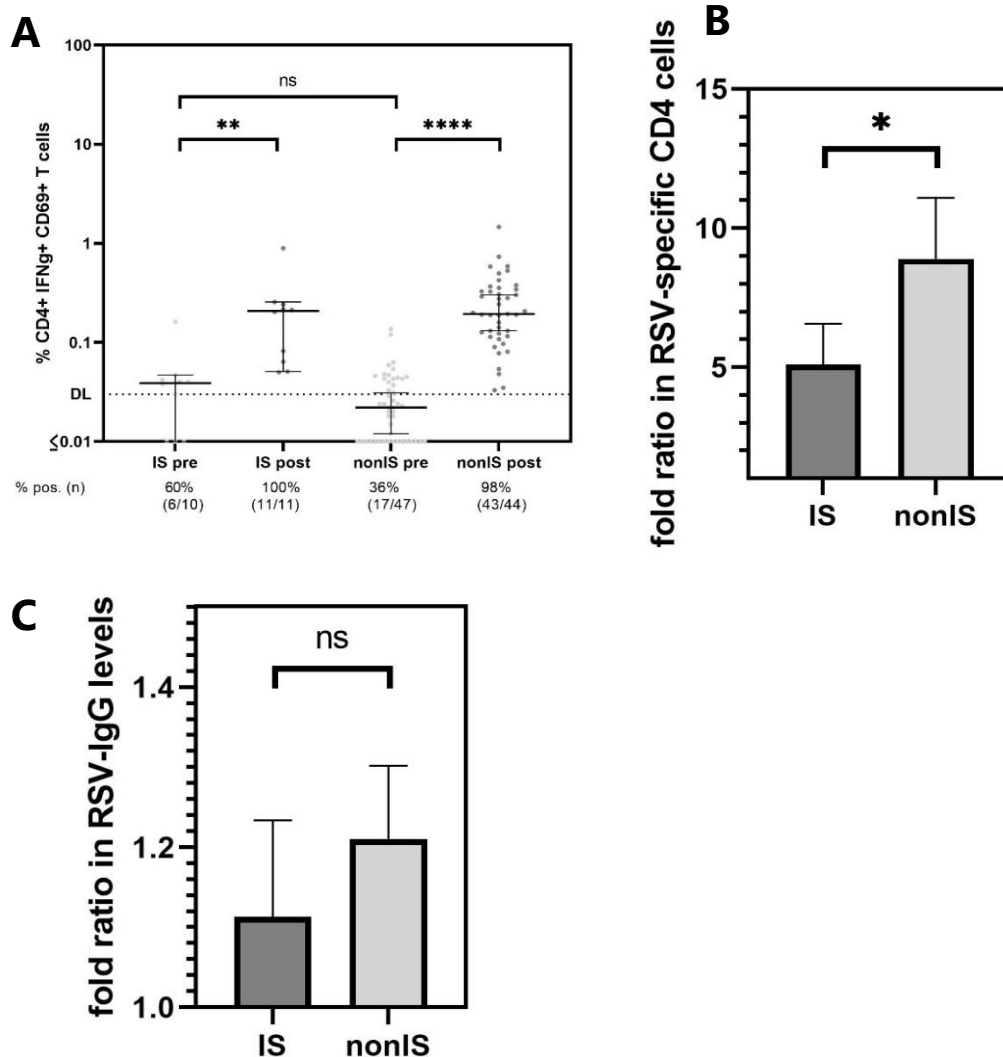 A
% CD4+ IFNg+ CD69+ T cells
100
10
1
0.1
DL
≤0.01
ns
**
****
IS pre IS post nonIS pre nonIS post
% pos. (n) 60% 100% 36% 98%
(6/10) (11/11) (17/47) (43/44)
B
fold ratio in RSV-specific CD4 cells
15
10
5
*
IS nonIS
C
fold ratio in RSV-IgG levels
1.4
1.2
1.0
ns
IS nonIS